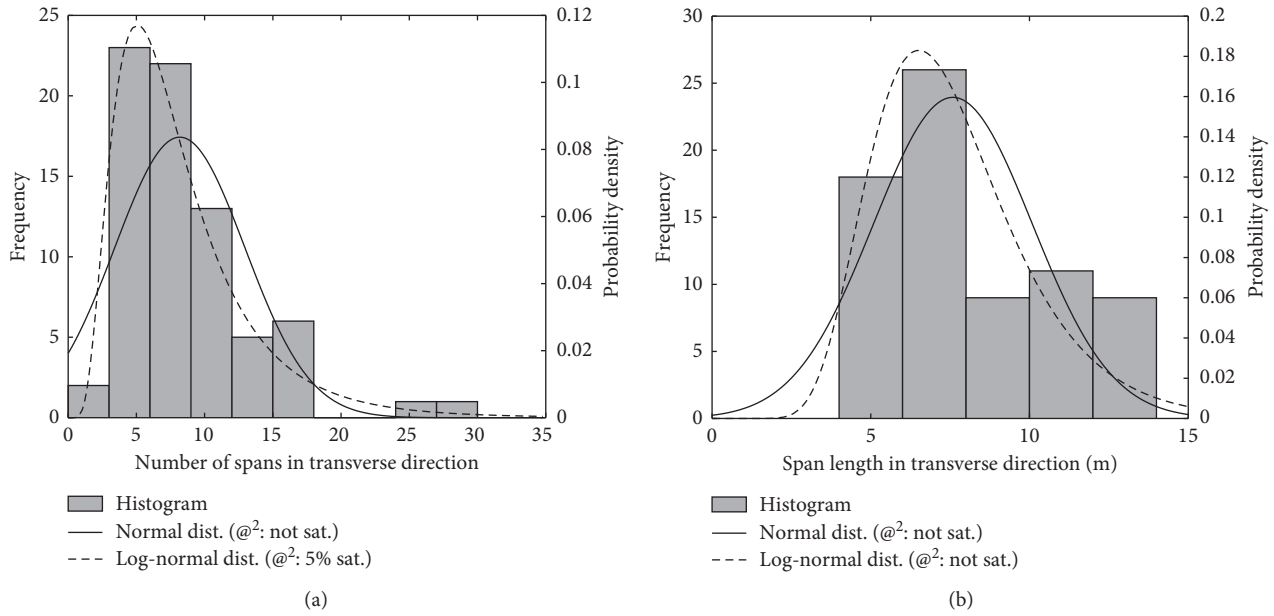 25
20
15
10
5
0
Frequency
0.12
0.1
0.08
0.06
0.04
0.02
0
Probability density
0 5 10 15 20 25 30 35
Number of spans in transverse direction
Histogram
Normal dist. (@²: not sat.)
Log-normal dist. (@²: 5% sat.)
(a)
30
25
20
15
10
5
0
Frequency
0.2
0.18
0.16
0.14
0.12
0.1
0.08
0.06
0.04
0.02
0
Probability density
0 5 10 15
Span length in transverse direction (m)
Histogram
Normal dist. (@²: not sat.)
Log-normal dist. (@²: not sat.)
(b)